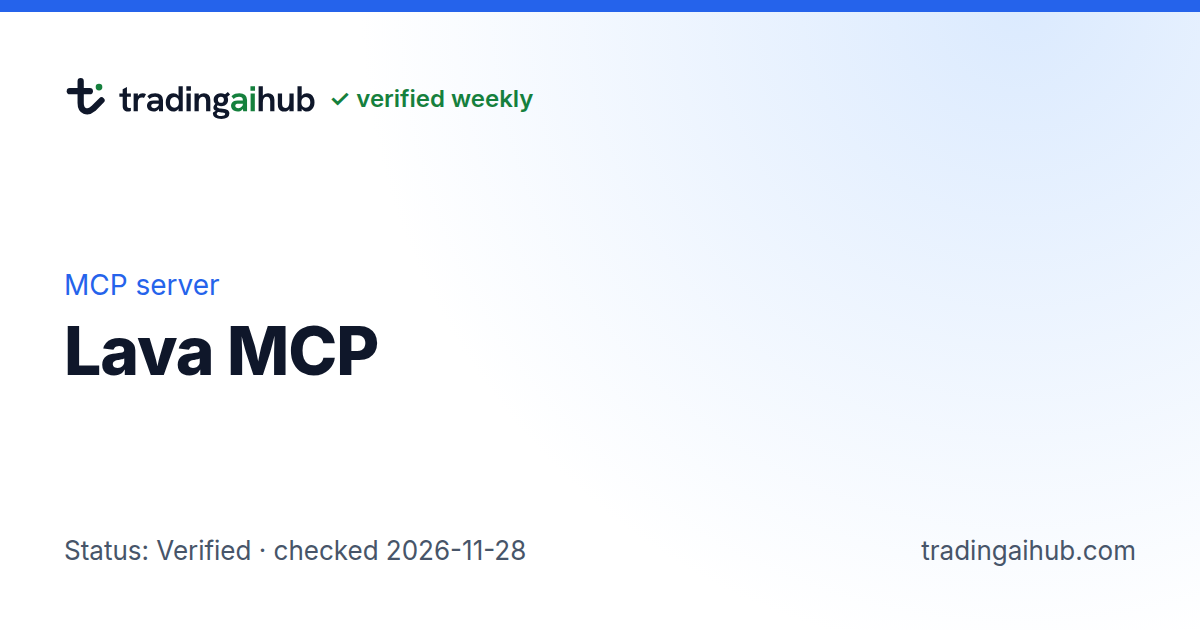 tradingaihub ✓ verified weekly
MCP server
Lava MCP
Status: Verified · checked 2026-11-28
tradingaihub.com